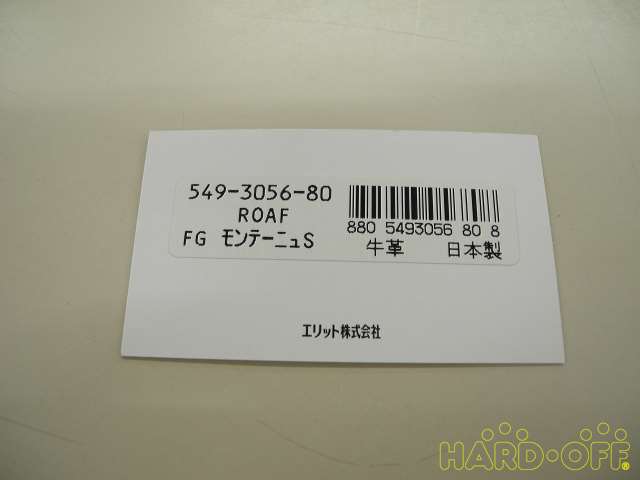 549-3056-80
ROAF
FG モンテーニュS
880 5493056 80 8
牛革 日本製
エリット株式会社
HARD-OFF®